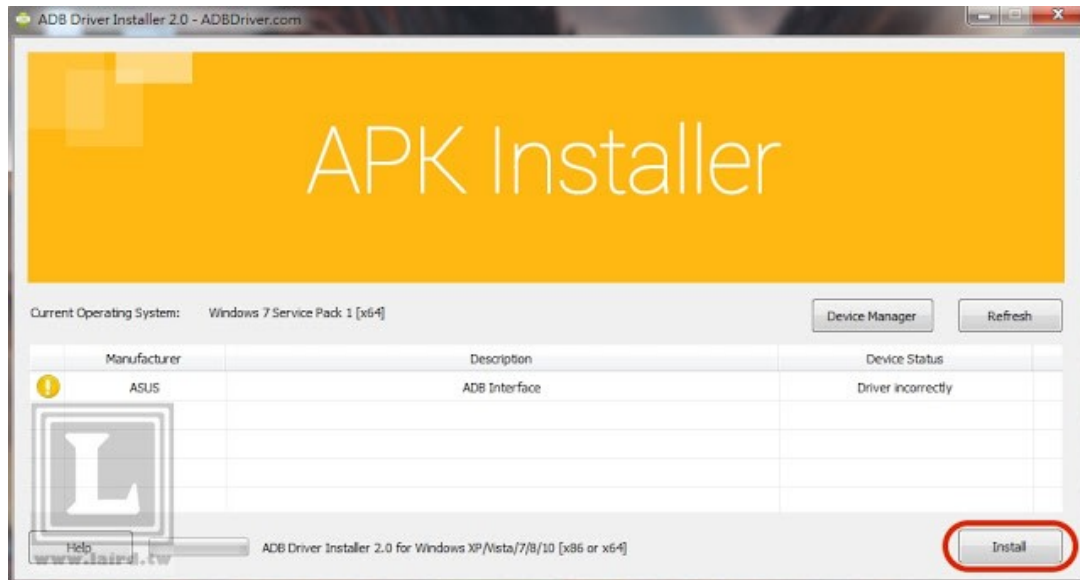 ADB Driver Installer 2.0 - ADBDriver.com
APK Installer
Current Operating System: Windows 7 Service Pack 1 [x64]
Device Manager
Refresh
Manufacturer Description Device Status
ASUS ADB Interface Driver incorrectly
L
Help
ADB Driver Installer 2.0 for Windows XP/Vista/7/8/10 [x86 or x64]
Install
www.laird.tw